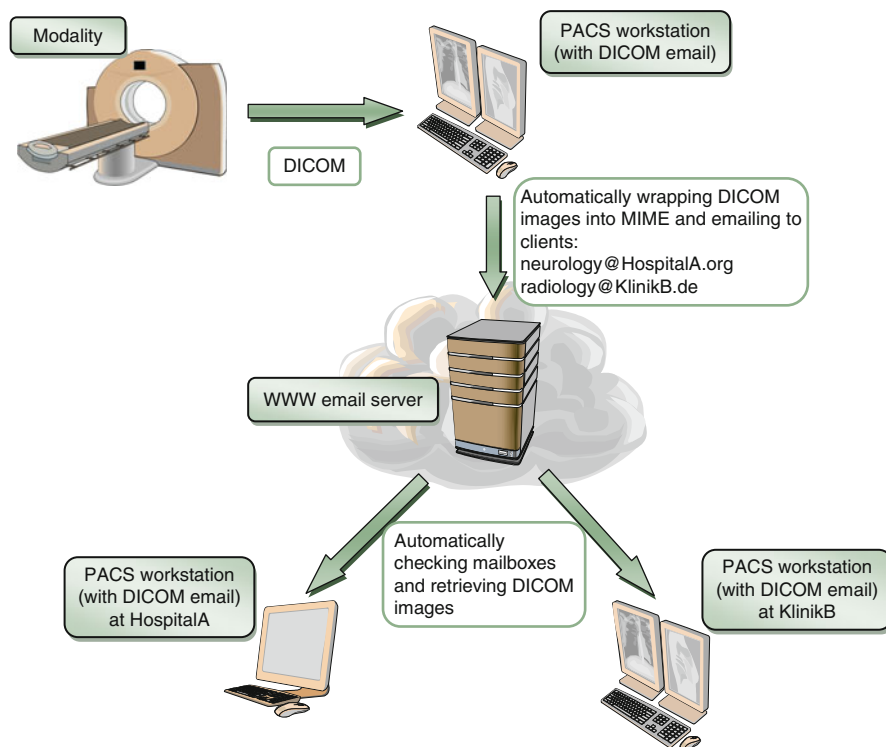 Modality
PACS workstation
(with DICOM email)
DICOM
Automatically wrapping DICOM
images into MIME and emailing to
clients:
neurology@HospitalA.org
radiology@KlinikB.de
WWW email server
Automatically
checking mailboxes
and retrieving DICOM
images
PACS workstation
(with DICOM email)
at HospitalA
PACS workstation
(with DICOM email)
at KlinikB